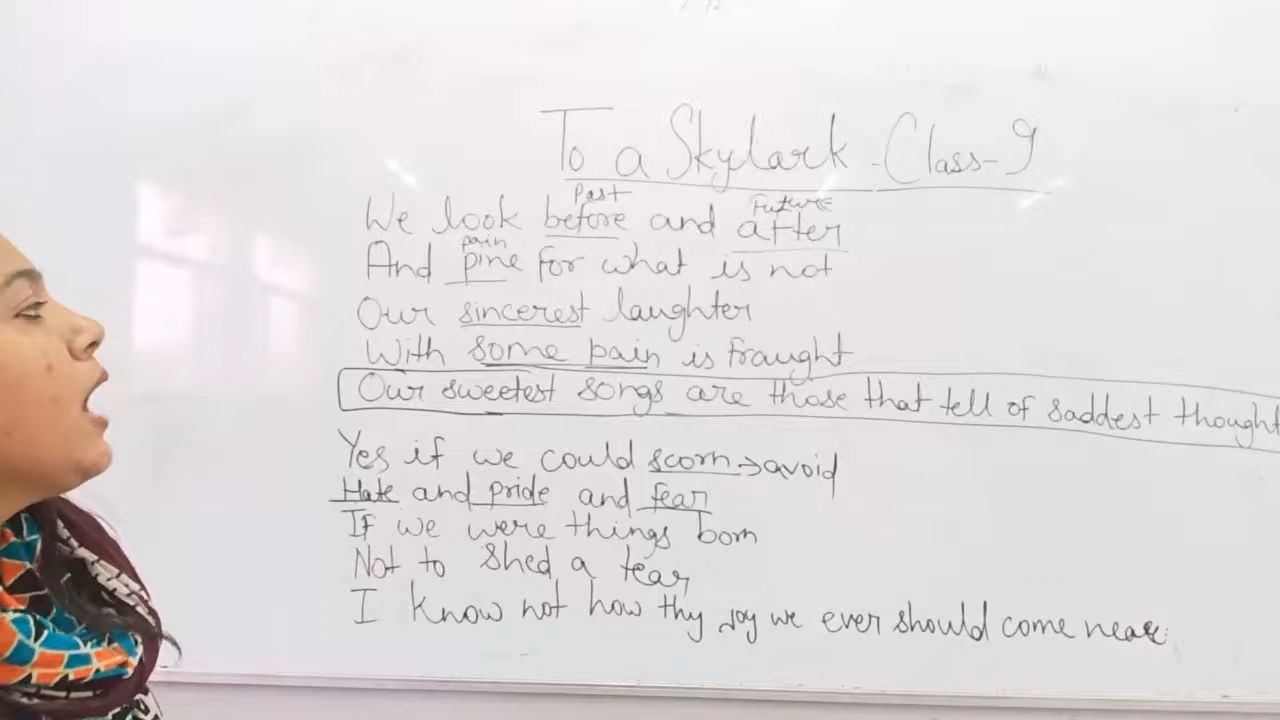 To a Skylark - Class-9
Past Future
We look before and after
pain
And pine for what is not
Our sincerest laughter
With some pain is fraught
Our sweetest songs are those that tell of saddest thought
Yes if we could scorn → avoid
Hate and pride and fear
If we were things born
Not to shed a tear
I know not how thy joy we ever should come near.